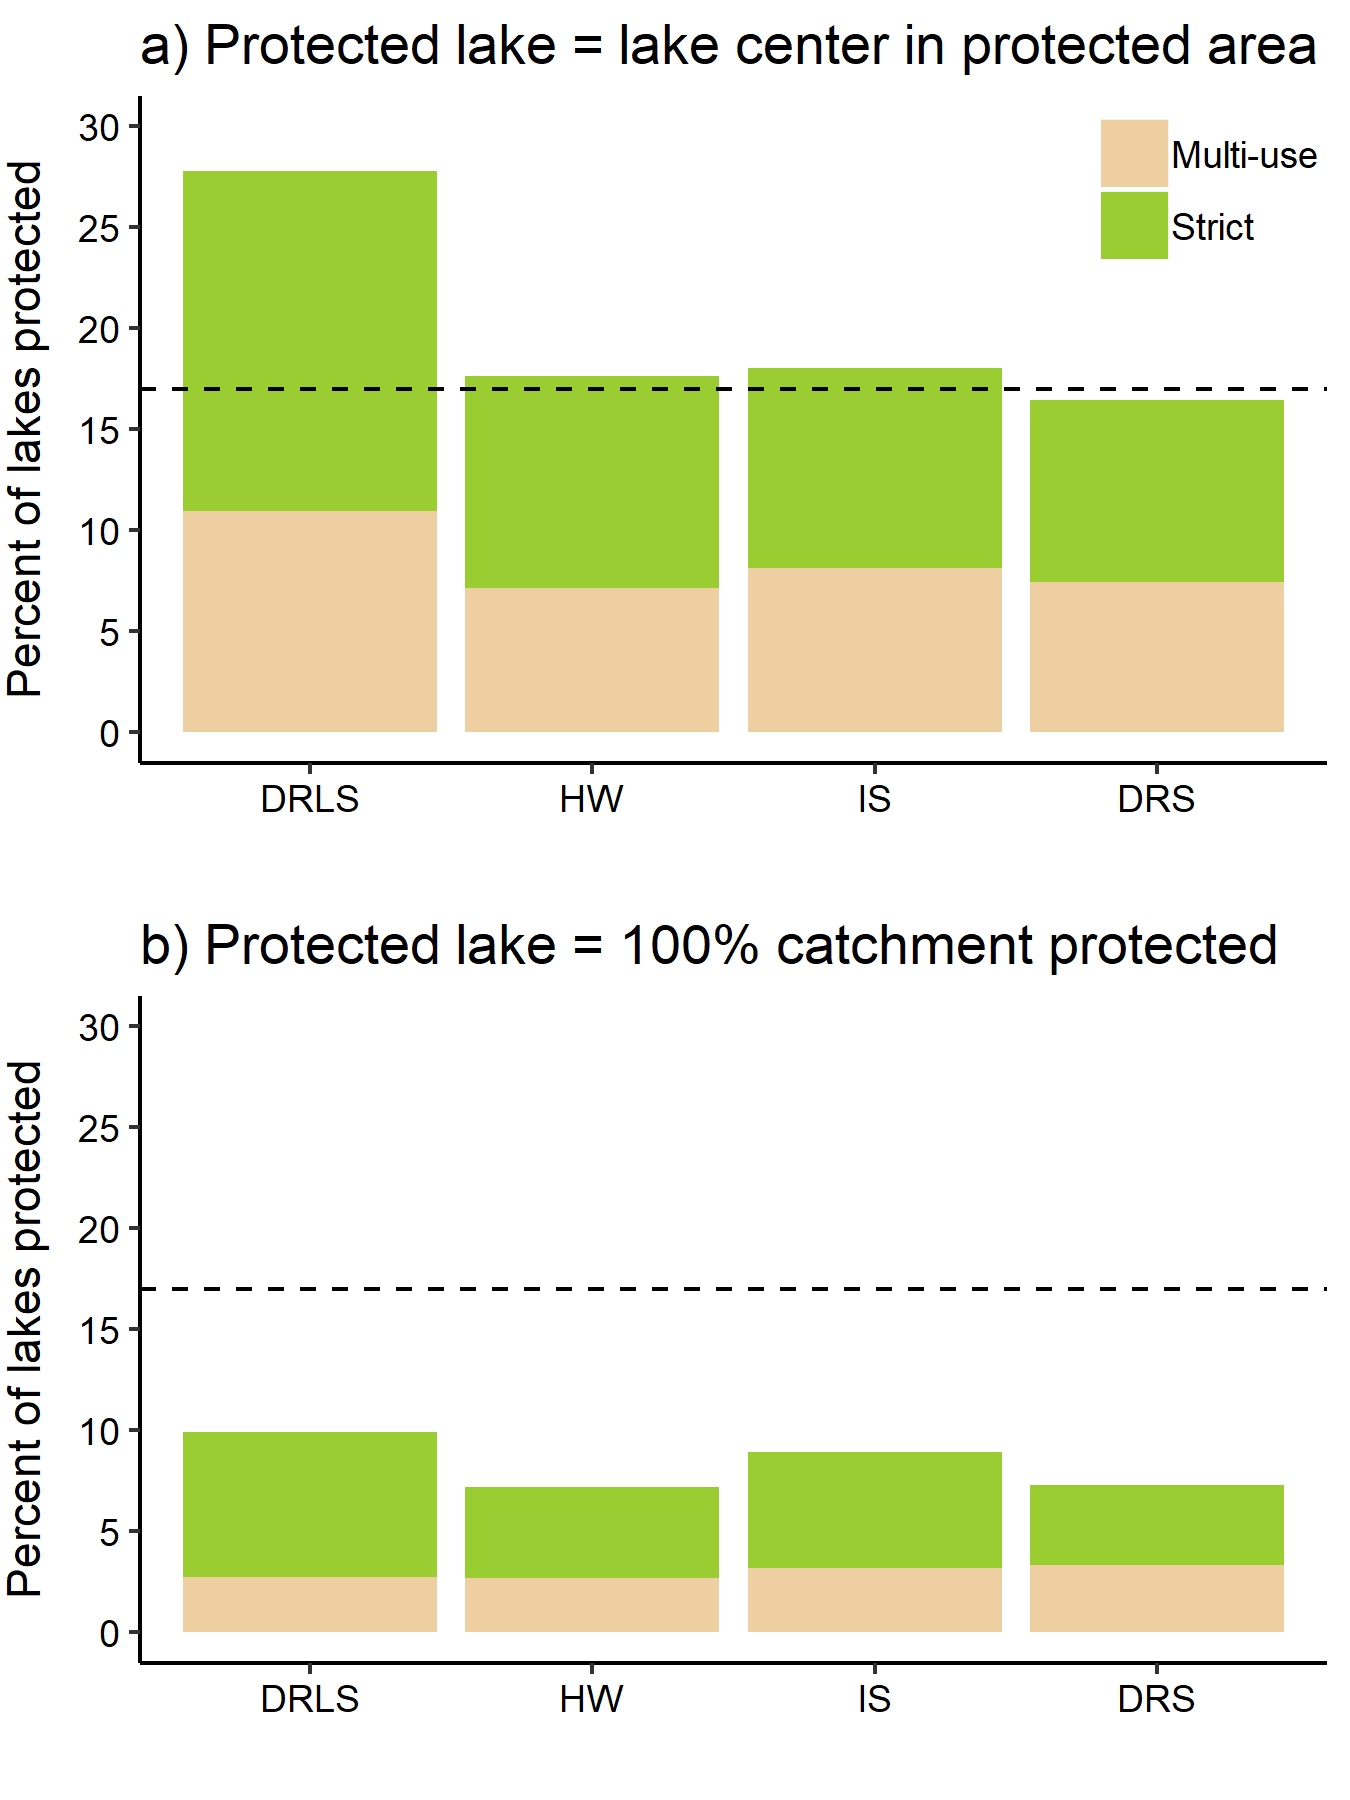 a) Protected lake = lake center in protected area
Percent of lakes protected
30
25
20
15
10
5
0
Multi-use
Strict
DRLS HW IS DRS
b) Protected lake = 100% catchment protected
Percent of lakes protected
30
25
20
15
10
5
0
DRLS HW IS DRS